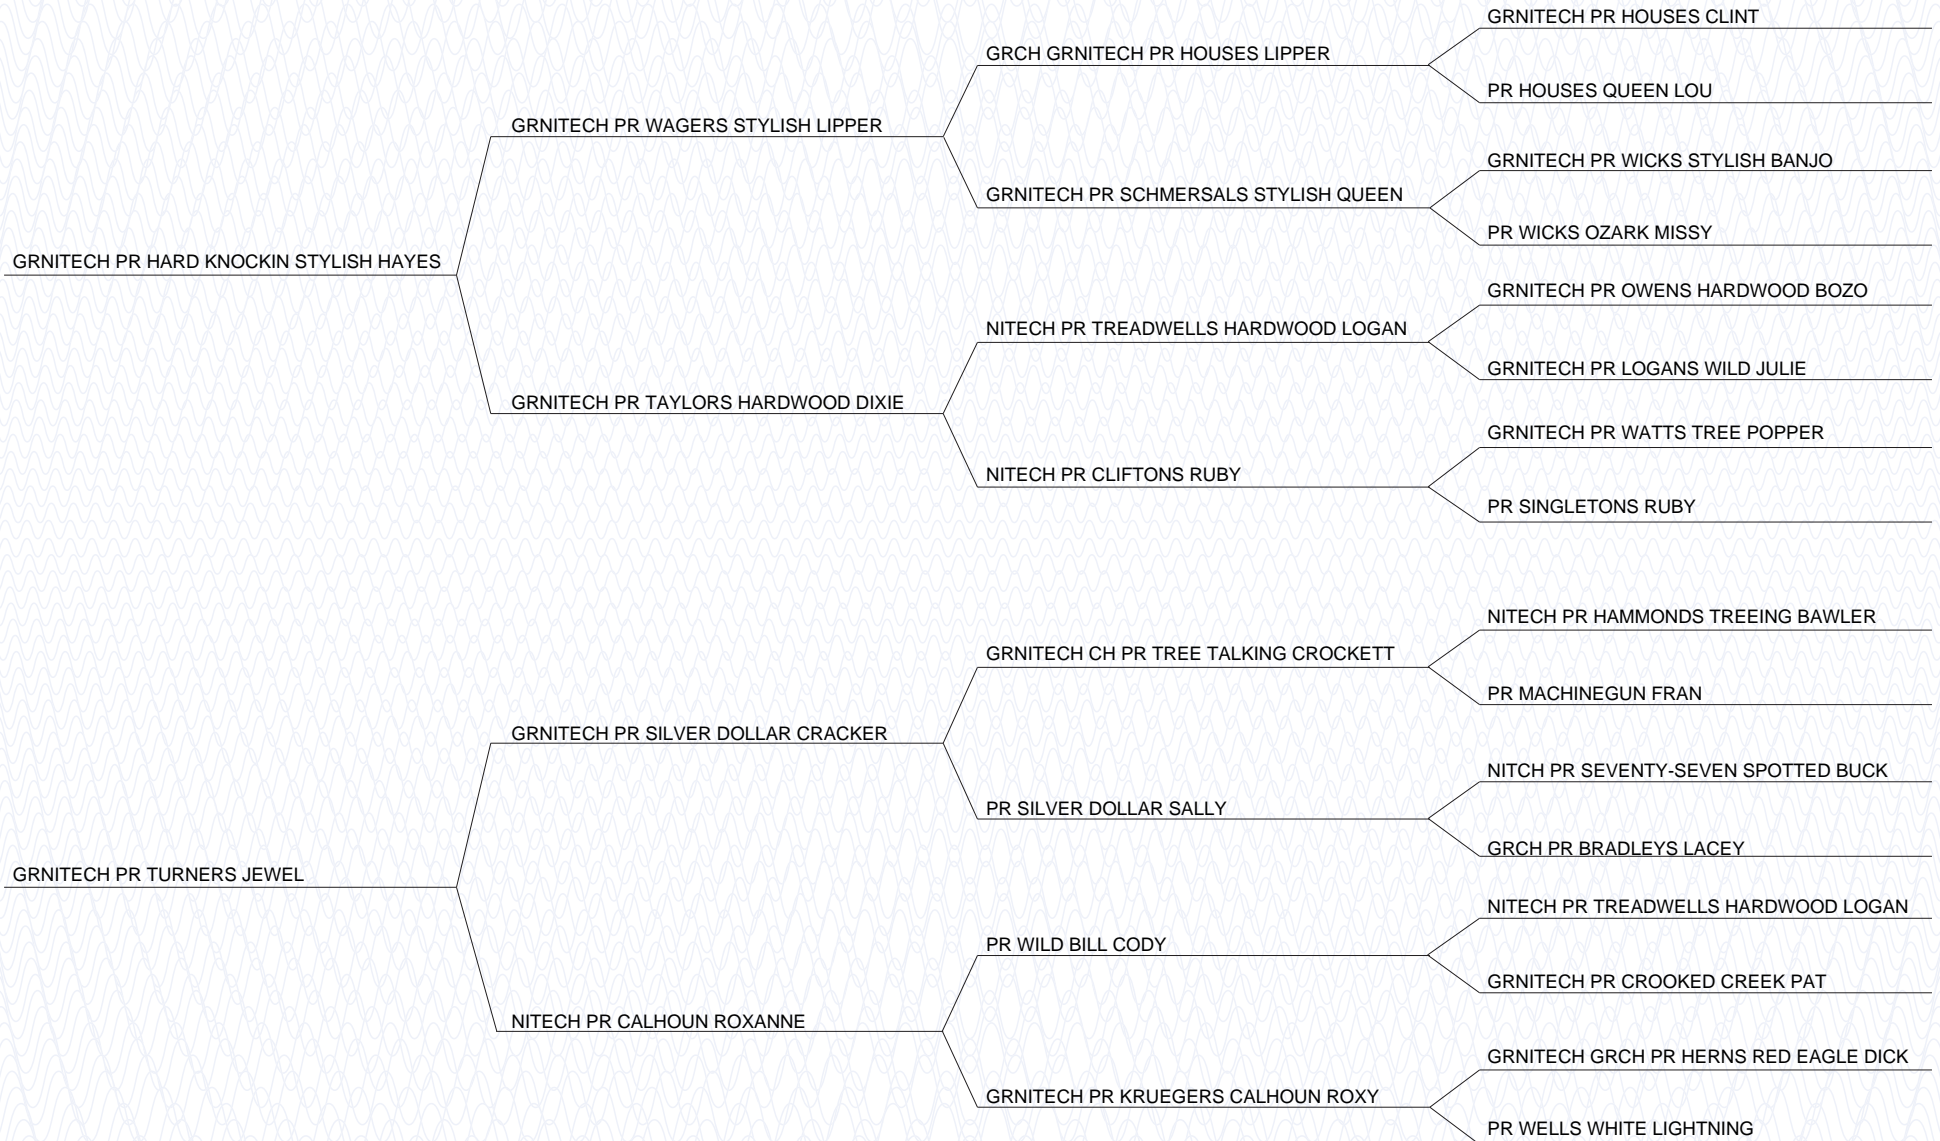 GRNITECH PR HOUSES CLINT
GRCH GRNITECH PR HOUSES LIPPER
PR HOUSES QUEEN LOU
GRNITECH PR WAGERS STYLISH LIPPER
GRNITECH PR WICKS STYLISH BANJO
GRNITECH PR SCHMERSALS STYLISH QUEEN
PR WICKS OZARK MISSY
GRNITECH PR HARD KNOCKIN STYLISH HAYES
GRNITECH PR OWENS HARDWOOD BOZO
NITECH PR TREADWELLS HARDWOOD LOGAN
GRNITECH PR LOGANS WILD JULIE
GRNITECH PR TAYLORS HARDWOOD DIXIE
GRNITECH PR WATTS TREE POPPER
NITECH PR CLIFTONS RUBY
PR SINGLETONS RUBY
NITECH PR HAMMONDS TREEING BAWLER
GRNITECH CH PR TREE TALKING CROCKETT
PR MACHINEGUN FRAN
GRNITECH PR SILVER DOLLAR CRACKER
NITCH PR SEVENTY-SEVEN SPOTTED BUCK
PR SILVER DOLLAR SALLY
GRCH PR BRADLEYS LACEY
GRNITECH PR TURNERS JEWEL
NITECH PR TREADWELLS HARDWOOD LOGAN
PR WILD BILL CODY
GRNITECH PR CROOKED CREEK PAT
NITECH PR CALHOUN ROXANNE
GRNITECH GRCH PR HERNS RED EAGLE DICK
GRNITECH PR KRUEGERS CALHOUN ROXY
PR WELLS WHITE LIGHTNING